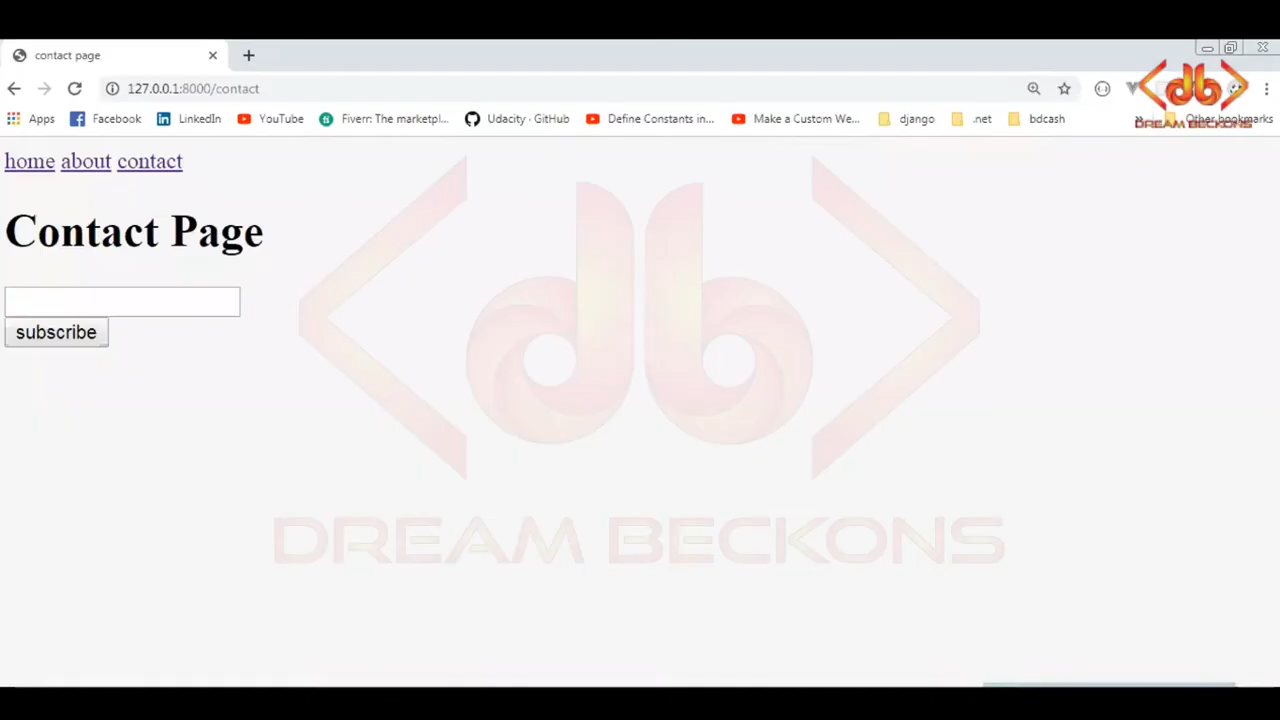 contact page
127.0.0.1:8000/contact
Apps Facebook LinkedIn YouTube Fiverr: The marketpl... Udacity · GitHub Define Constants in... Make a Custom We... django .net bdcash » Other bookmarks
DREAM BECKONS
home about contact
Contact Page
subscribe
db
DREAM BECKONS